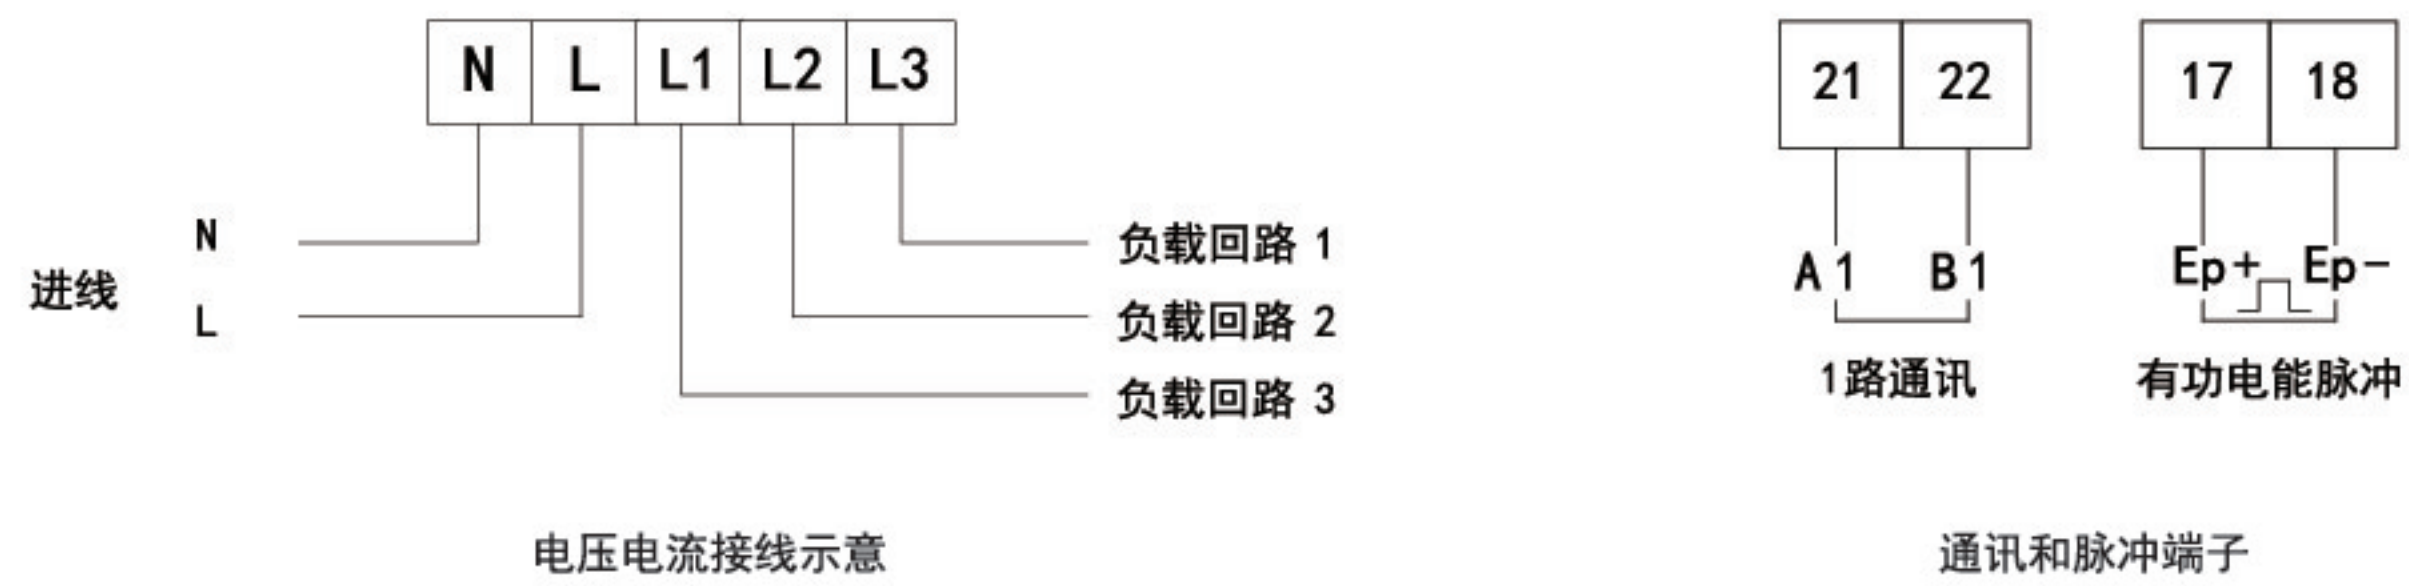 N L L1 L2 L3
进线
N
L
负载回路 1
负载回路 2
负载回路 3
电压电流接线示意
21 22
A1 B1
1路通讯
17 18
Ep+ Ep-
有功电能脉冲
通讯和脉冲端子